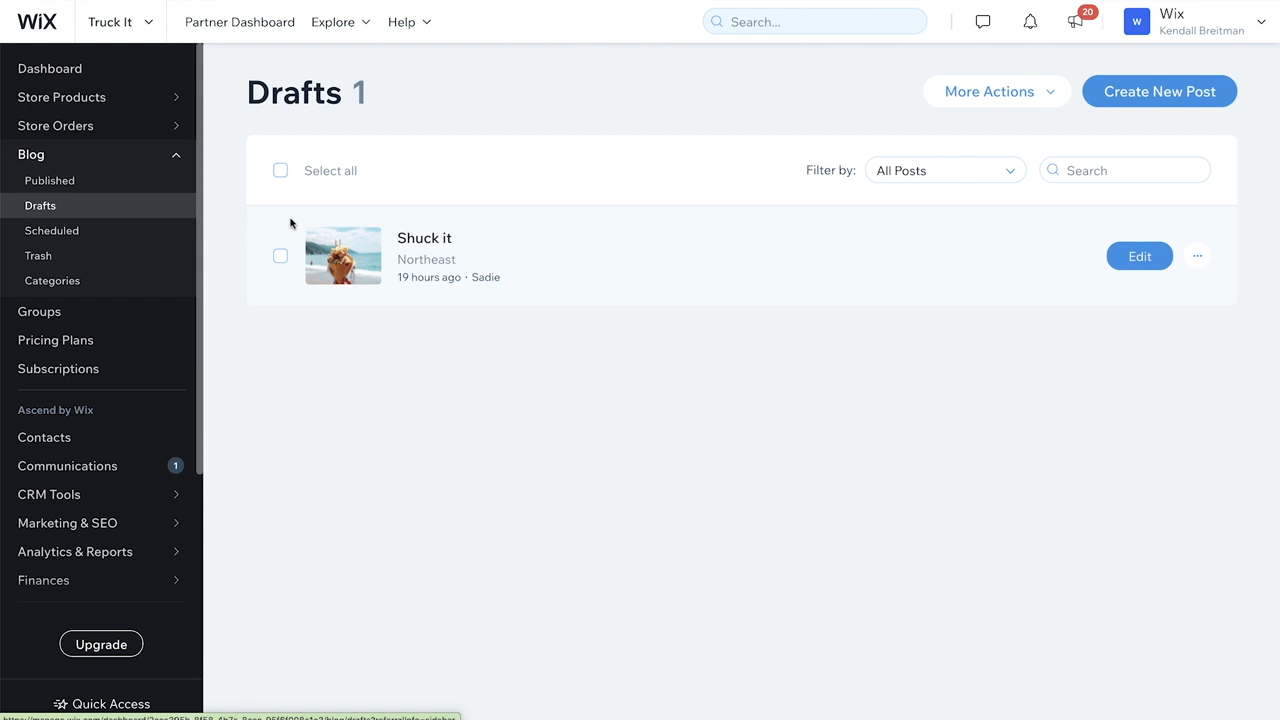 WiX
Truck It
Partner Dashboard
Explore
Help
Search...
20
W
Wix
Kendall Breitman
Dashboard
Store Products
Store Orders
Blog
Published
Drafts
Scheduled
Trash
Categories
Groups
Pricing Plans
Subscriptions
Ascend by Wix
Contacts
Communications
1
CRM Tools
Marketing & SEO
Analytics & Reports
Finances
Upgrade
Quick Access
Drafts 1
More Actions
Create New Post
Select all
Filter by:
All Posts
Search
Shuck it
Northeast
19 hours ago · Sadie
Edit